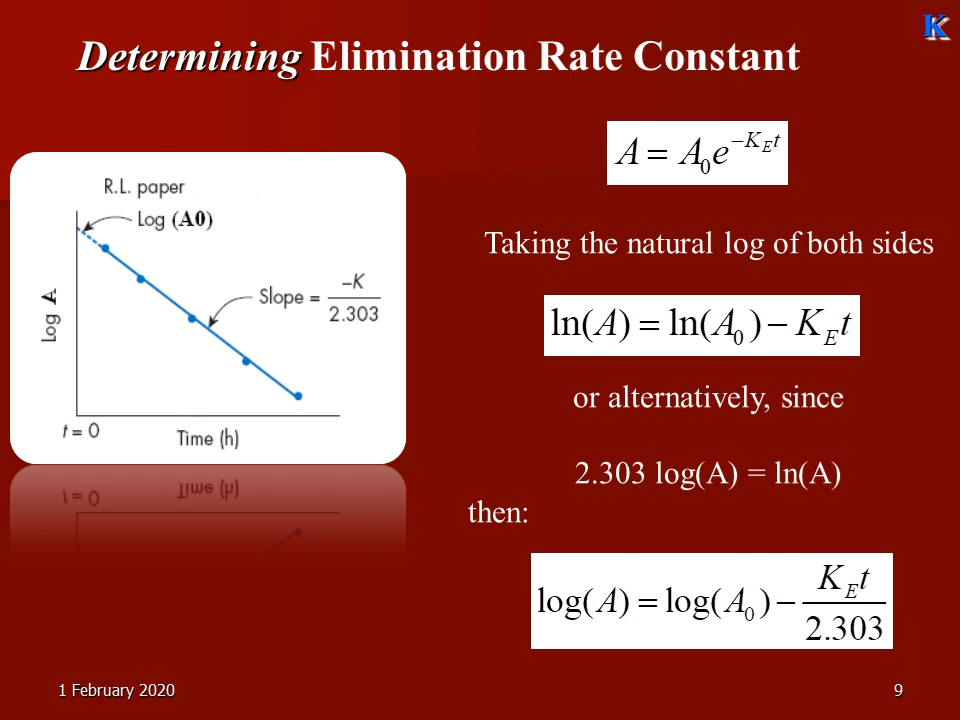 K
Determining Elimination Rate Constant
R.L. paper
Log (A0)
Log A
Slope = −K / 2.303
t = 0
Time (h)
A = A₀e^(−K_E t)
Taking the natural log of both sides
ln(A) = ln(A₀) − K_E t
or alternatively, since
2.303 log(A) = ln(A)
then:
log(A) = log(A₀) − K_E t / 2.303
Time (h)
t = 0
1 February 2020
9